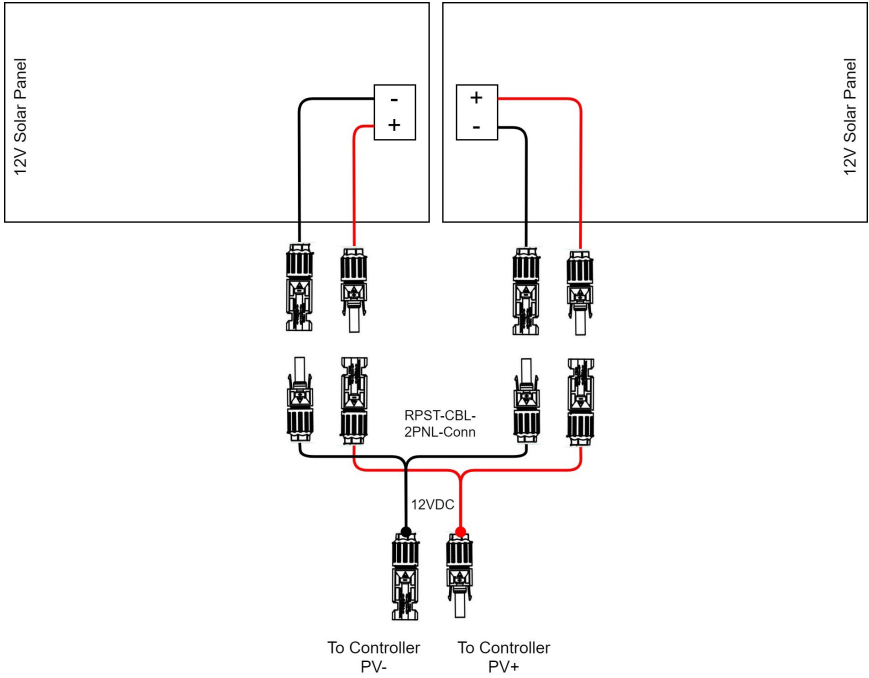 12V Solar Panel
-
+
+
-
12V Solar Panel
RPST-CBL-
2PNL-Conn
12VDC
To Controller
PV-
To Controller
PV+